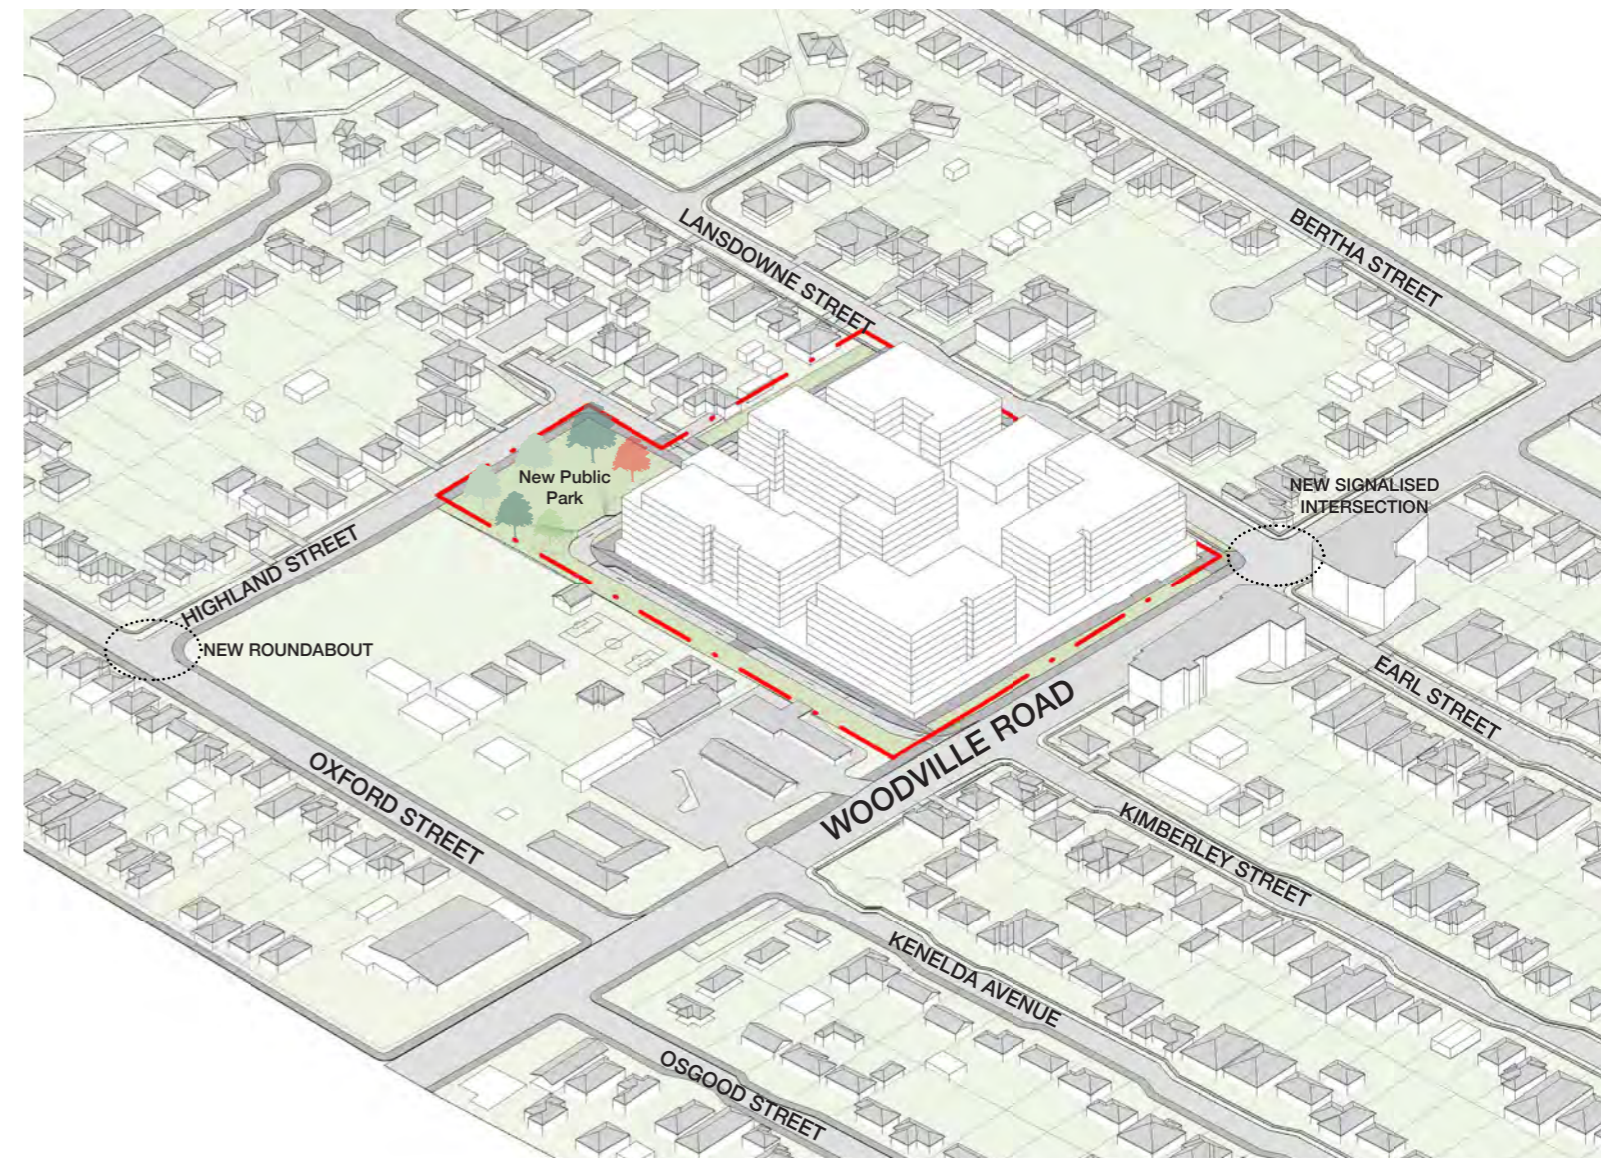 BERTHA STREET
LANSDOWNE STREET
New Public
Park
NEW SIGNALISED
INTERSECTION
HIGHLAND STREET
NEW ROUNDABOUT
EARL STREET
WOODVILLE ROAD
OXFORD STREET
KIMBERLEY STREET
KENELDA AVENUE
OSGOOD STREET